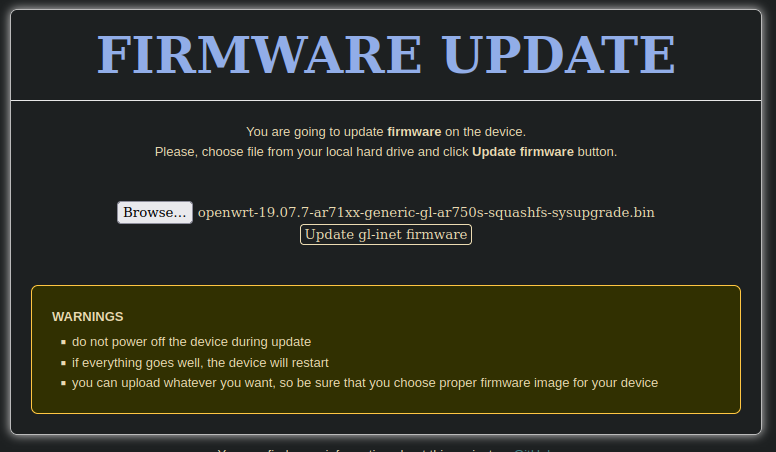 FIRMWARE UPDATE
You are going to update firmware on the device.
Please, choose file from your local hard drive and click Update firmware button.
Browse... openwrt-19.07.7-ar71xx-generic-gl-ar750s-squashfs-sysupgrade.bin
Update gl-inet firmware
WARNINGS
▪ do not power off the device during update
▪ if everything goes well, the device will restart
▪ you can upload whatever you want, so be sure that you choose proper firmware image for your device